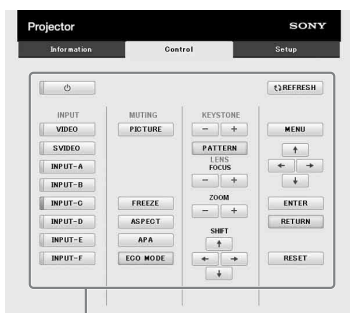 Projector SONY
Information Control Setup
REFRESH
INPUT MUTING KEYSTONE
VIDEO PICTURE - + MENU
SVIDEO PATTERN
LENS
INPUT-A FOCUS
INPUT-B - +
INPUT-C FREEZE ZOOM ENTER
INPUT-D ASPECT - + RETURN
INPUT-E APA SHIFT
INPUT-F ECO MODE RESET